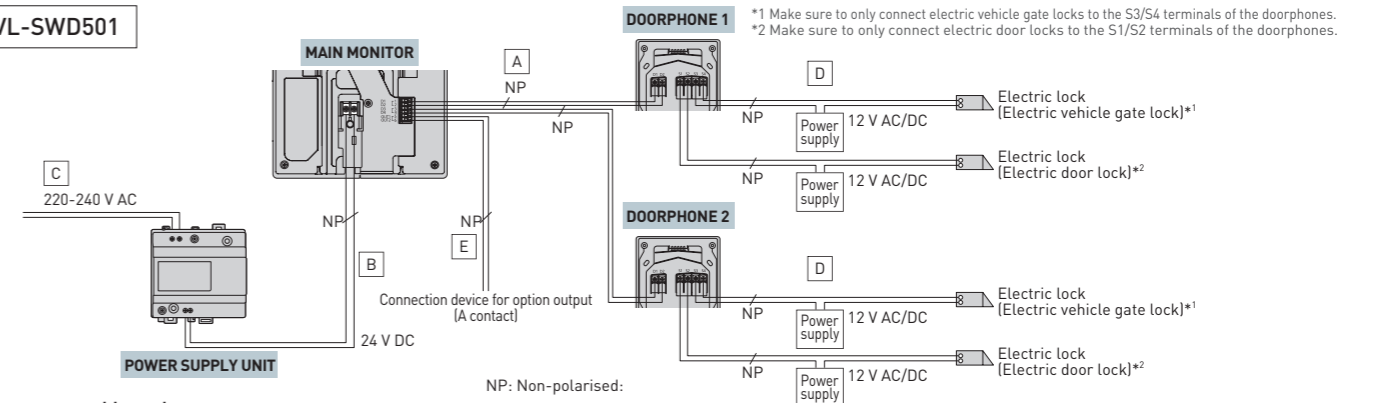 VL-SWD501
DOORPHONE 1
*1 Make sure to only connect electric vehicle gate locks to the S3/S4 terminals of the doorphones.
*2 Make sure to only connect electric door locks to the S1/S2 terminals of the doorphones.
MAIN MONITOR
A
NP
NP
D
NP
Power
supply
12 V AC/DC
Electric lock
(Electric vehicle gate lock)*1
NP
Power
supply
12 V AC/DC
Electric lock
(Electric door lock)*2
C
220-240 V AC
NP
B
NP
E
Connection device for option output
(A contact)
24 V DC
POWER SUPPLY UNIT
DOORPHONE 2
D
NP
Power
supply
12 V AC/DC
Electric lock
(Electric vehicle gate lock)*1
NP
Power
supply
12 V AC/DC
Electric lock
(Electric door lock)*2
NP: Non-polarised: